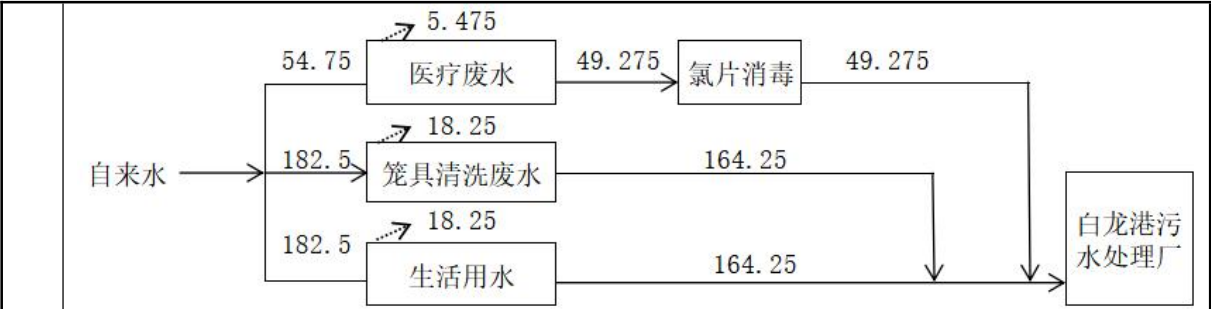 5.475
54.75
医疗废水
49.275
氯片消毒
49.275
18.25
自来水
182.5
笼具清洗废水
164.25
18.25
182.5
生活用水
164.25
白龙港污
水处理厂